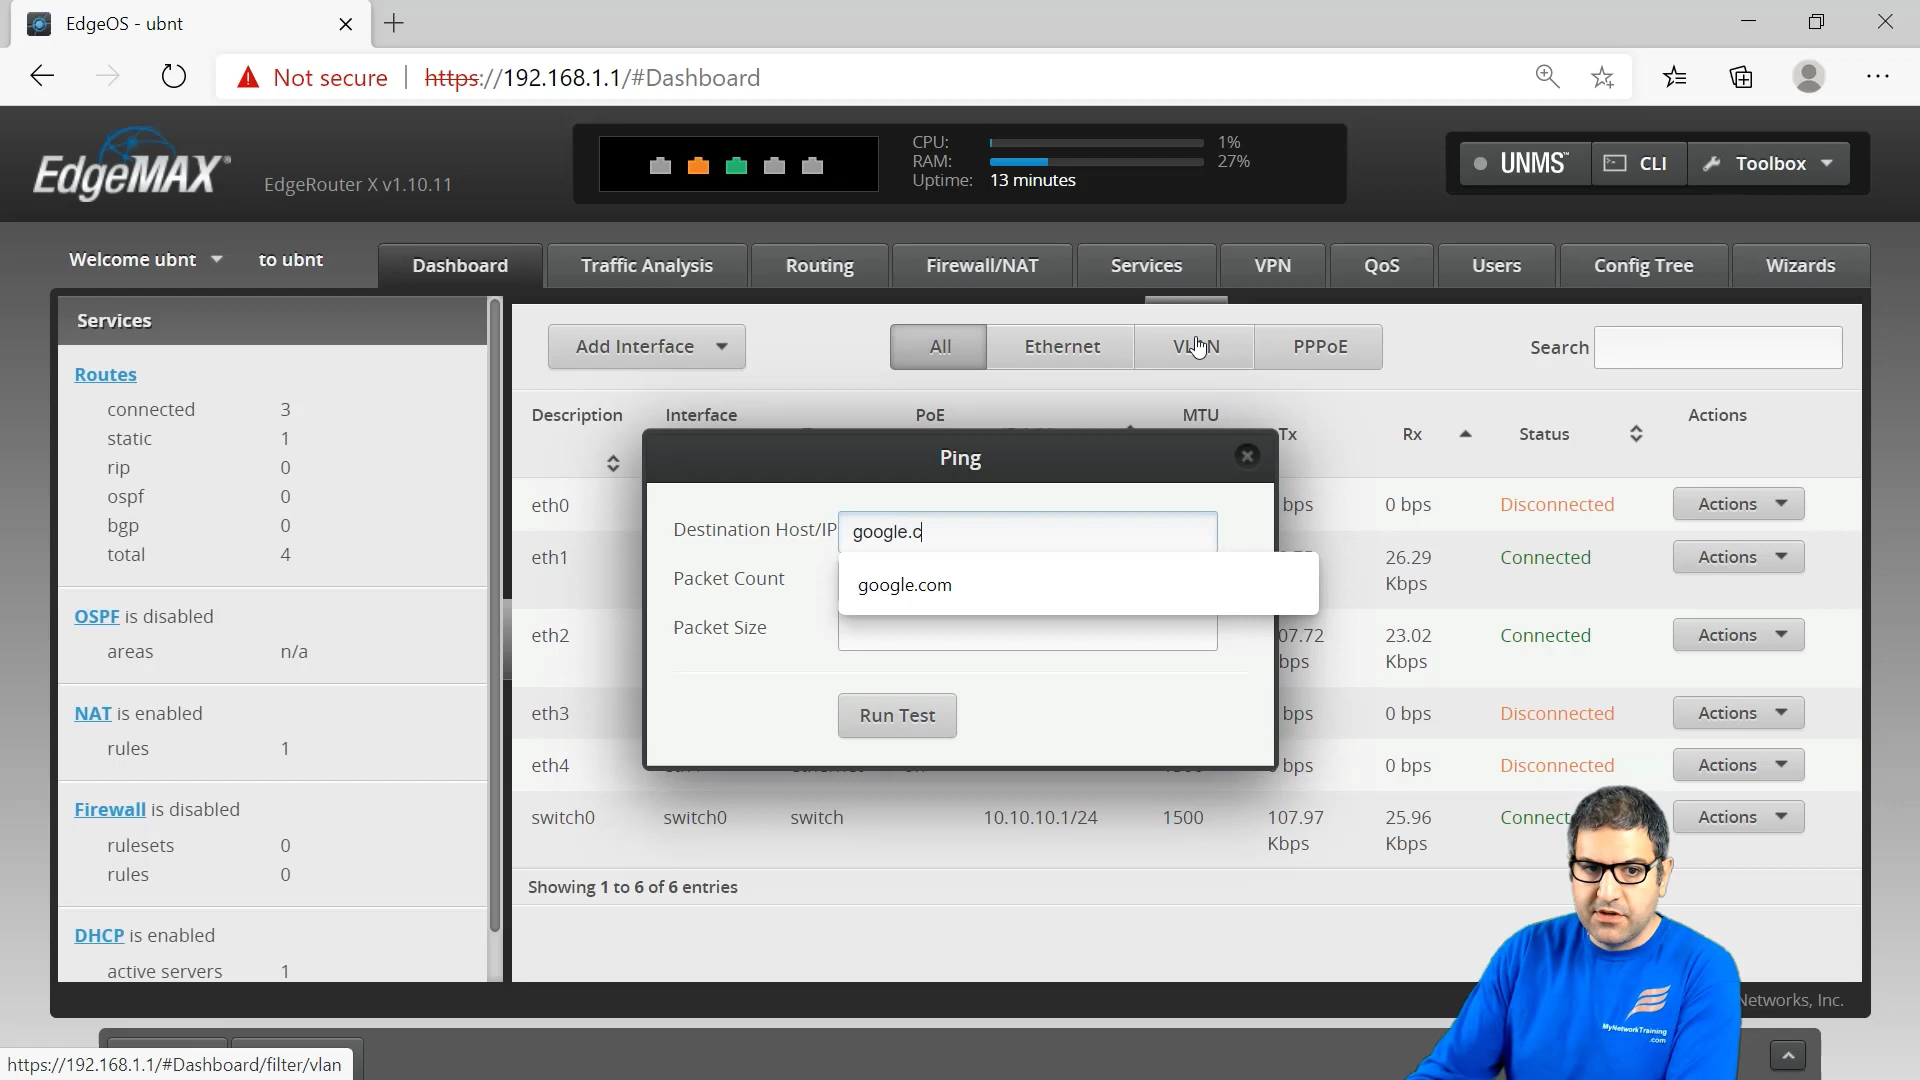 EdgeOS - ubnt
Not secure
https://192.168.1.1/#Dashboard
EdgeMAX
EdgeRouter X v1.10.11
CPU: 1%
RAM: 27%
Uptime: 13 minutes
UNMS™
CLI
Toolbox
Welcome ubnt
to ubnt
Dashboard
Traffic Analysis
Routing
Firewall/NAT
Services
VPN
QoS
Users
Config Tree
Wizards
Services
Routes
connected 3
static 1
rip 0
ospf 0
bgp 0
total 4
OSPF is disabled
areas n/a
NAT is enabled
rules 1
Firewall is disabled
rulesets 0
rules 0
DHCP is enabled
active servers 1
Add Interface
All
Ethernet
VLAN
PPPoE
Search
Description Interface PoE MTU Tx Rx Status Actions
eth0 bps 0 bps Disconnected Actions
eth1 26.29 Kbps Connected Actions
eth2 07.72 bps 23.02 Kbps Connected Actions
eth3 bps 0 bps Disconnected Actions
eth4 bps 0 bps Disconnected Actions
switch0 switch0 switch 10.10.10.1/24 1500 107.97 Kbps 25.96 Kbps Connect Actions
Showing 1 to 6 of 6 entries
Ping
Destination Host/IP google.c
google.com
Packet Count
Packet Size
Run Test
MyNetworkTraining
.com
Networks, Inc.
https://192.168.1.1/#Dashboard/filter/vlan